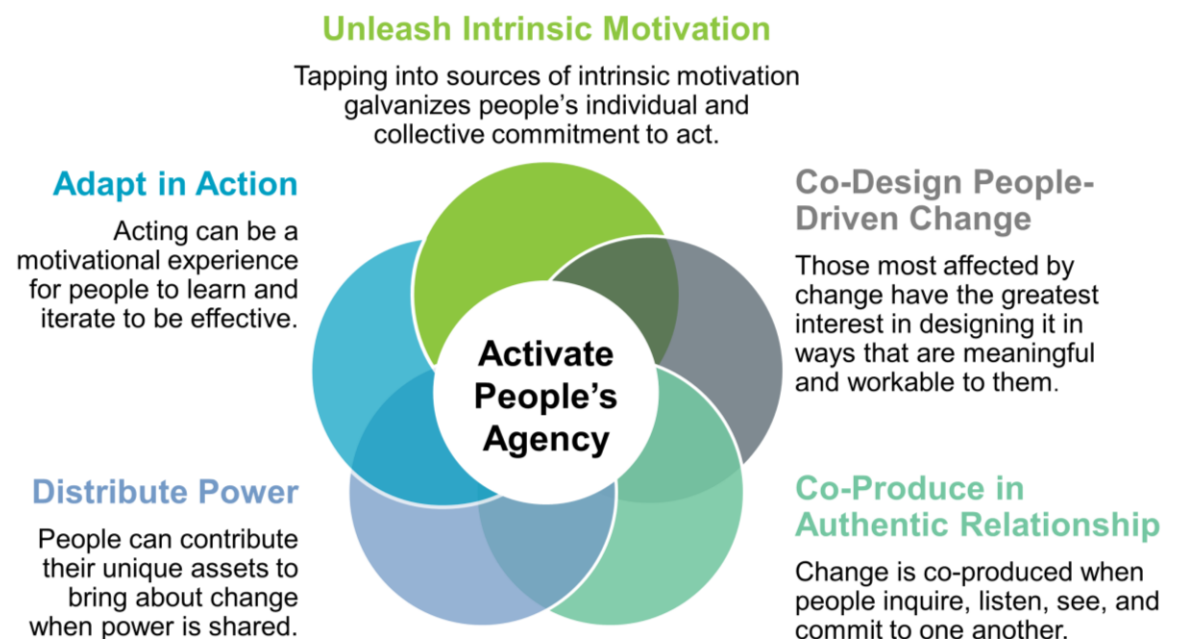 Unleash Intrinsic Motivation
Tapping into sources of intrinsic motivation
galvanizes people's individual and
collective commitment to act.
Adapt in Action
Acting can be a
motivational experience
for people to learn and
iterate to be effective.
Co-Design People-
Driven Change
Those most affected by
change have the greatest
interest in designing it in
ways that are meaningful
and workable to them.
Activate
People's
Agency
Distribute Power
People can contribute
their unique assets to
bring about change
when power is shared.
Co-Produce in
Authentic Relationship
Change is co-produced when
people inquire, listen, see, and
commit to one another.